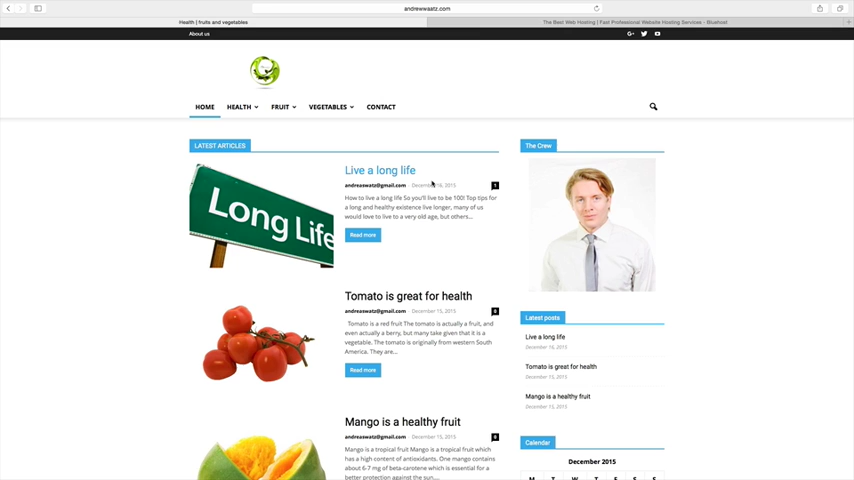 andrewwaatz.com
Health | fruits and vegetables
The Best Web Hosting | Fast Professional Website Hosting Services - Bluehost
About us
HOME
HEALTH
FRUIT
VEGETABLES
CONTACT
LATEST ARTICLES
Long Life
Live a long life
andreaswatz@gmail.com - December 16, 2015
1
How to live a long life So you'll live to be 100! Top tips for
a long and healthy existence live longer, many of us
would love to live to a very old age, but others...
Read more
Tomato is great for health
andreaswatz@gmail.com - December 15, 2015
0
Tomato is a red fruit The tomato is actually a fruit, and
even actually a berry, but many take given that it is a
vegetable. The tomato is originally from western South
America. They are...
Read more
Mango is a healthy fruit
andreaswatz@gmail.com - December 15, 2015
0
Mango is a tropical fruit Mango is a tropical fruit which
has a high content of antioxidants. One mango contains
about 6-7 mg of beta-carotene which is essential for a
better protection against the sun....
The Crew
Latest posts
Live a long life
December 16, 2015
Tomato is great for health
December 15, 2015
Mango is a healthy fruit
December 15, 2015
Calendar
December 2015
M T W T F S S